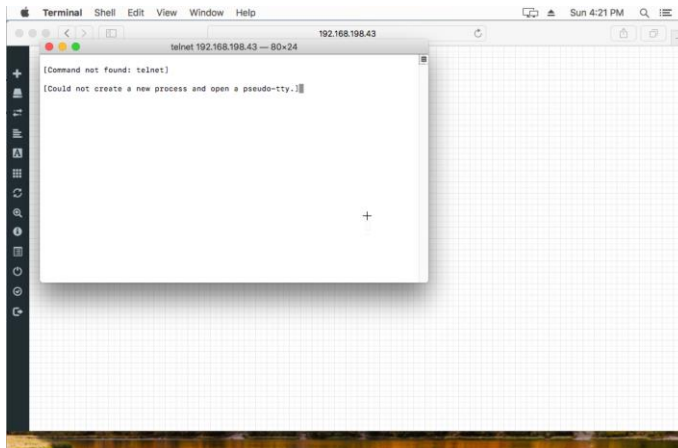 Terminal Shell Edit View Window Help
Sun 4:21 PM
192.168.198.43
telnet 192.168.198.43 — 80×24
[Command not found: telnet]
[Could not create a new process and open a pseudo-tty.]